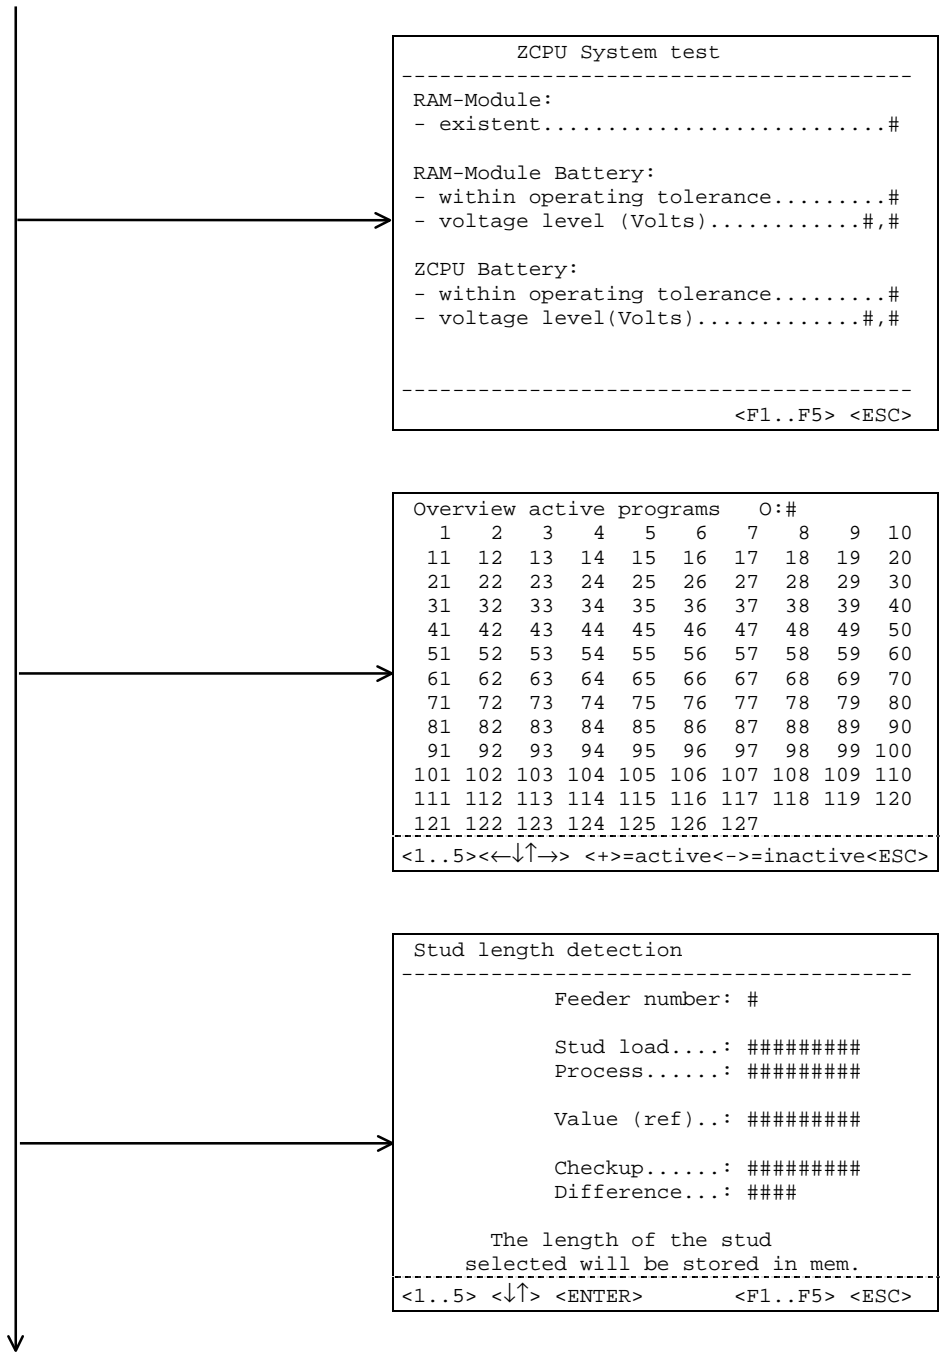 ZCPU System test
----------------------------------------
RAM-Module:
- existent...........................#
RAM-Module Battery:
- within operating tolerance.........#
- voltage level (Volts)............#,#
ZCPU Battery:
- within operating tolerance.........#
- voltage level(Volts).............#,#
----------------------------------------
<F1..F5> <ESC>
Overview active programs O:#
1 2 3 4 5 6 7 8 9 10
11 12 13 14 15 16 17 18 19 20
21 22 23 24 25 26 27 28 29 30
31 32 33 34 35 36 37 38 39 40
41 42 43 44 45 46 47 48 49 50
51 52 53 54 55 56 57 58 59 60
61 62 63 64 65 66 67 68 69 70
71 72 73 74 75 76 77 78 79 80
81 82 83 84 85 86 87 88 89 90
91 92 93 94 95 96 97 98 99 100
101 102 103 104 105 106 107 108 109 110
111 112 113 114 115 116 117 118 119 120
121 122 123 124 125 126 127
<1..5><←↓↑→> <+>=active<->=inactive<ESC>
Stud length detection
----------------------------------------
Feeder number: #
Stud load....: #########
Process......: #########
Value (ref)..: #########
Checkup......: #########
Difference...: ####
The length of the stud
selected will be stored in mem.
<1..5> <↓↑> <ENTER> <F1..F5> <ESC>